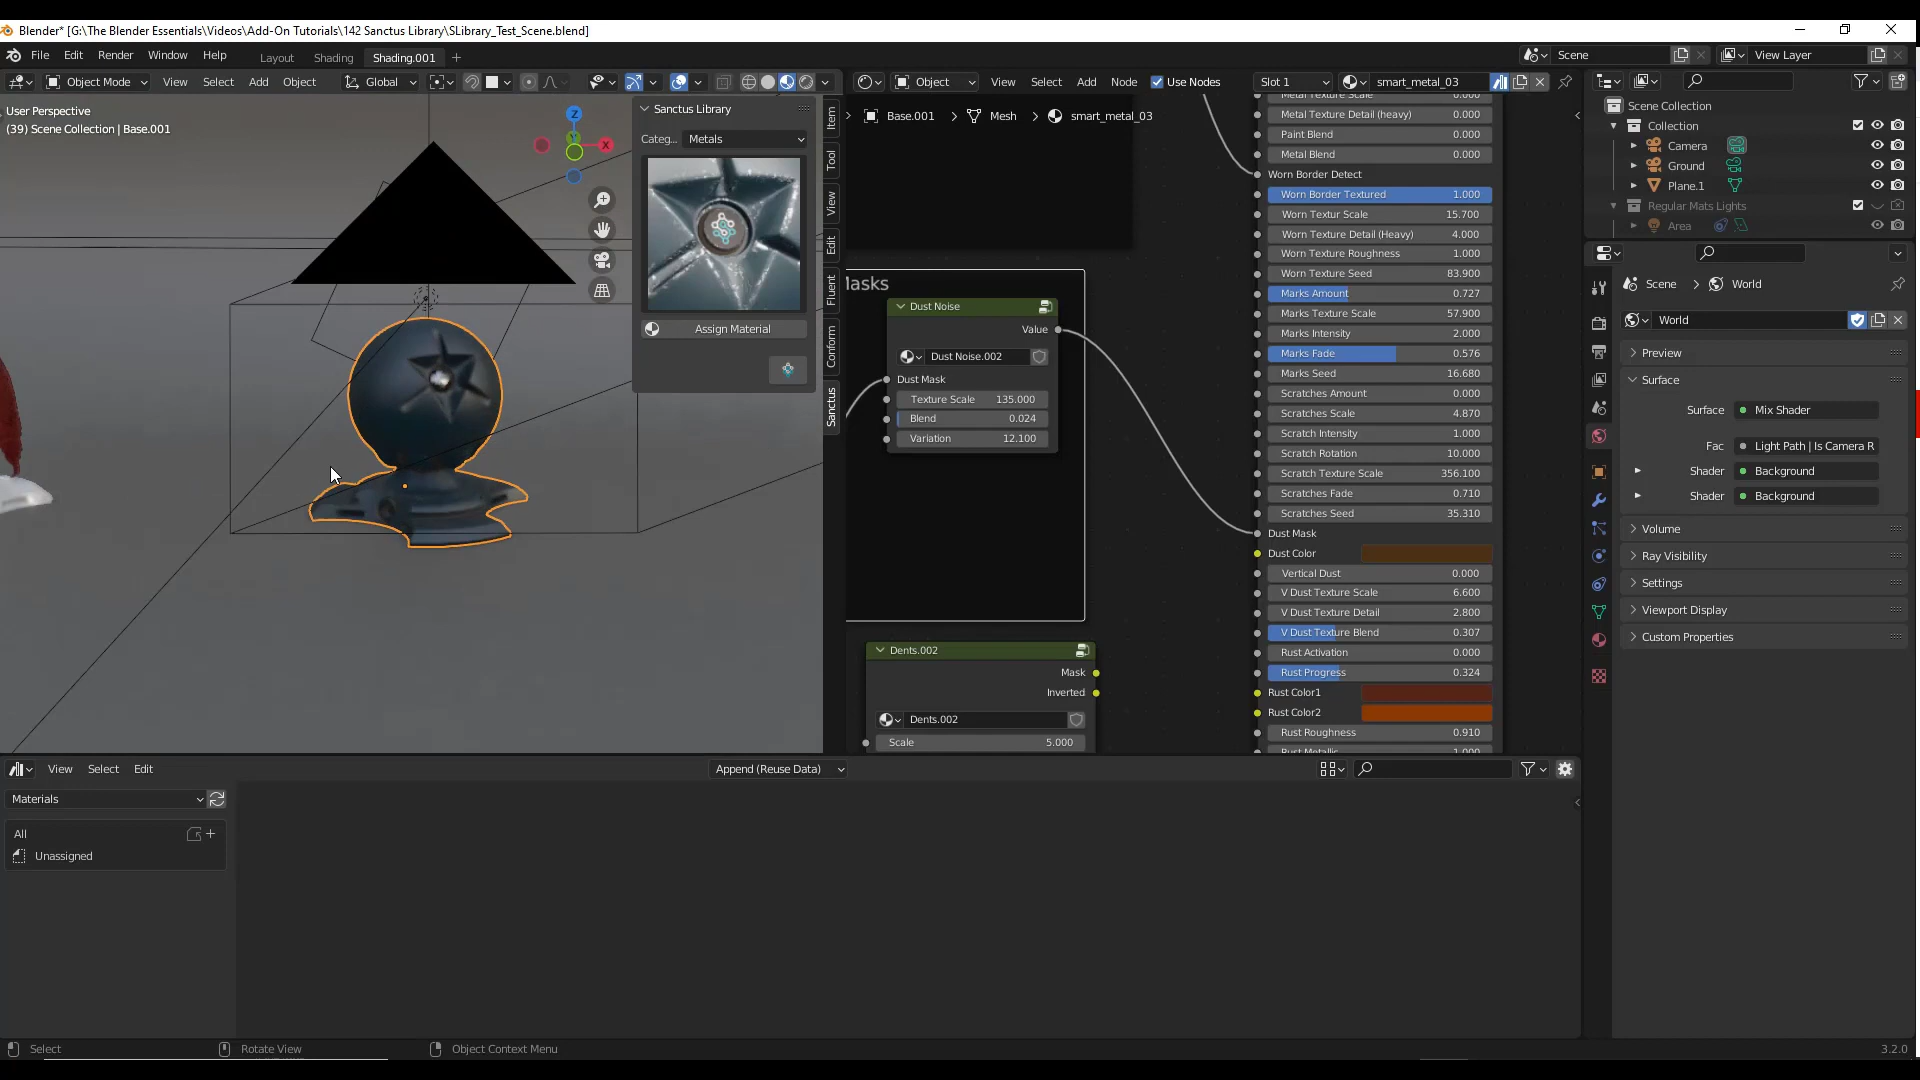 Blender* [G:\The Blender Essentials\Videos\Add-On Tutorials\142 Sanctus Library\SLibrary_Test_Scene.blend]
File Edit Render Window Help Layout Shading Shading.001 + Scene View Layer
Object Mode View Select Add Object Global Object View Select Add Node Use Nodes Slot 1 smart_metal_03
User Perspective
(39) Scene Collection | Base.001
Z
X
Sanctus Library
Categ... Metals
Assign Material
Item
Tool
View
Edit
Fluent
Conform
Sanctus
Base.001 > Mesh > smart_metal_03
Masks
Dust Noise
Value
Dust Noise.002
Dust Mask
Texture Scale 135.000
Blend 0.024
Variation 12.100
Dents.002
Mask
Inverted
Dents.002
Scale 5.000
Metal Texture Scale 0.000
Metal Texture Detail (heavy) 0.000
Paint Blend 0.000
Metal Blend 0.000
Worn Border Detect
Worn Border Textured 1.000
Worn Textur Scale 15.700
Worn Texture Detail (Heavy) 4.000
Worn Texture Roughness 1.000
Worn Texture Seed 83.900
Marks Amount 0.727
Marks Texture Scale 57.900
Marks Intensity 2.000
Marks Fade 0.576
Marks Seed 16.680
Scratches Amount 0.000
Scratches Scale 4.870
Scratch Intensity 1.000
Scratch Rotation 10.000
Scratch Texture Scale 356.100
Scratches Fade 0.710
Scratches Seed 35.310
Dust Mask
Dust Color
Vertical Dust 0.000
V Dust Texture Scale 6.600
V Dust Texture Detail 2.800
V Dust Texture Blend 0.307
Rust Activation 0.000
Rust Progress 0.324
Rust Color1
Rust Color2
Rust Roughness 0.910
Rust Metallic 1.000
Scene Collection
Collection
Camera
Ground
Plane.1
Regular Mats Lights
Area
Scene > World
World
Preview
Surface
Surface Mix Shader
Fac Light Path | Is Camera R
Shader Background
Shader Background
Volume
Ray Visibility
Settings
Viewport Display
Custom Properties
View Select Edit Append (Reuse Data)
Materials
All
Unassigned
Select Rotate View Object Context Menu 3.2.0